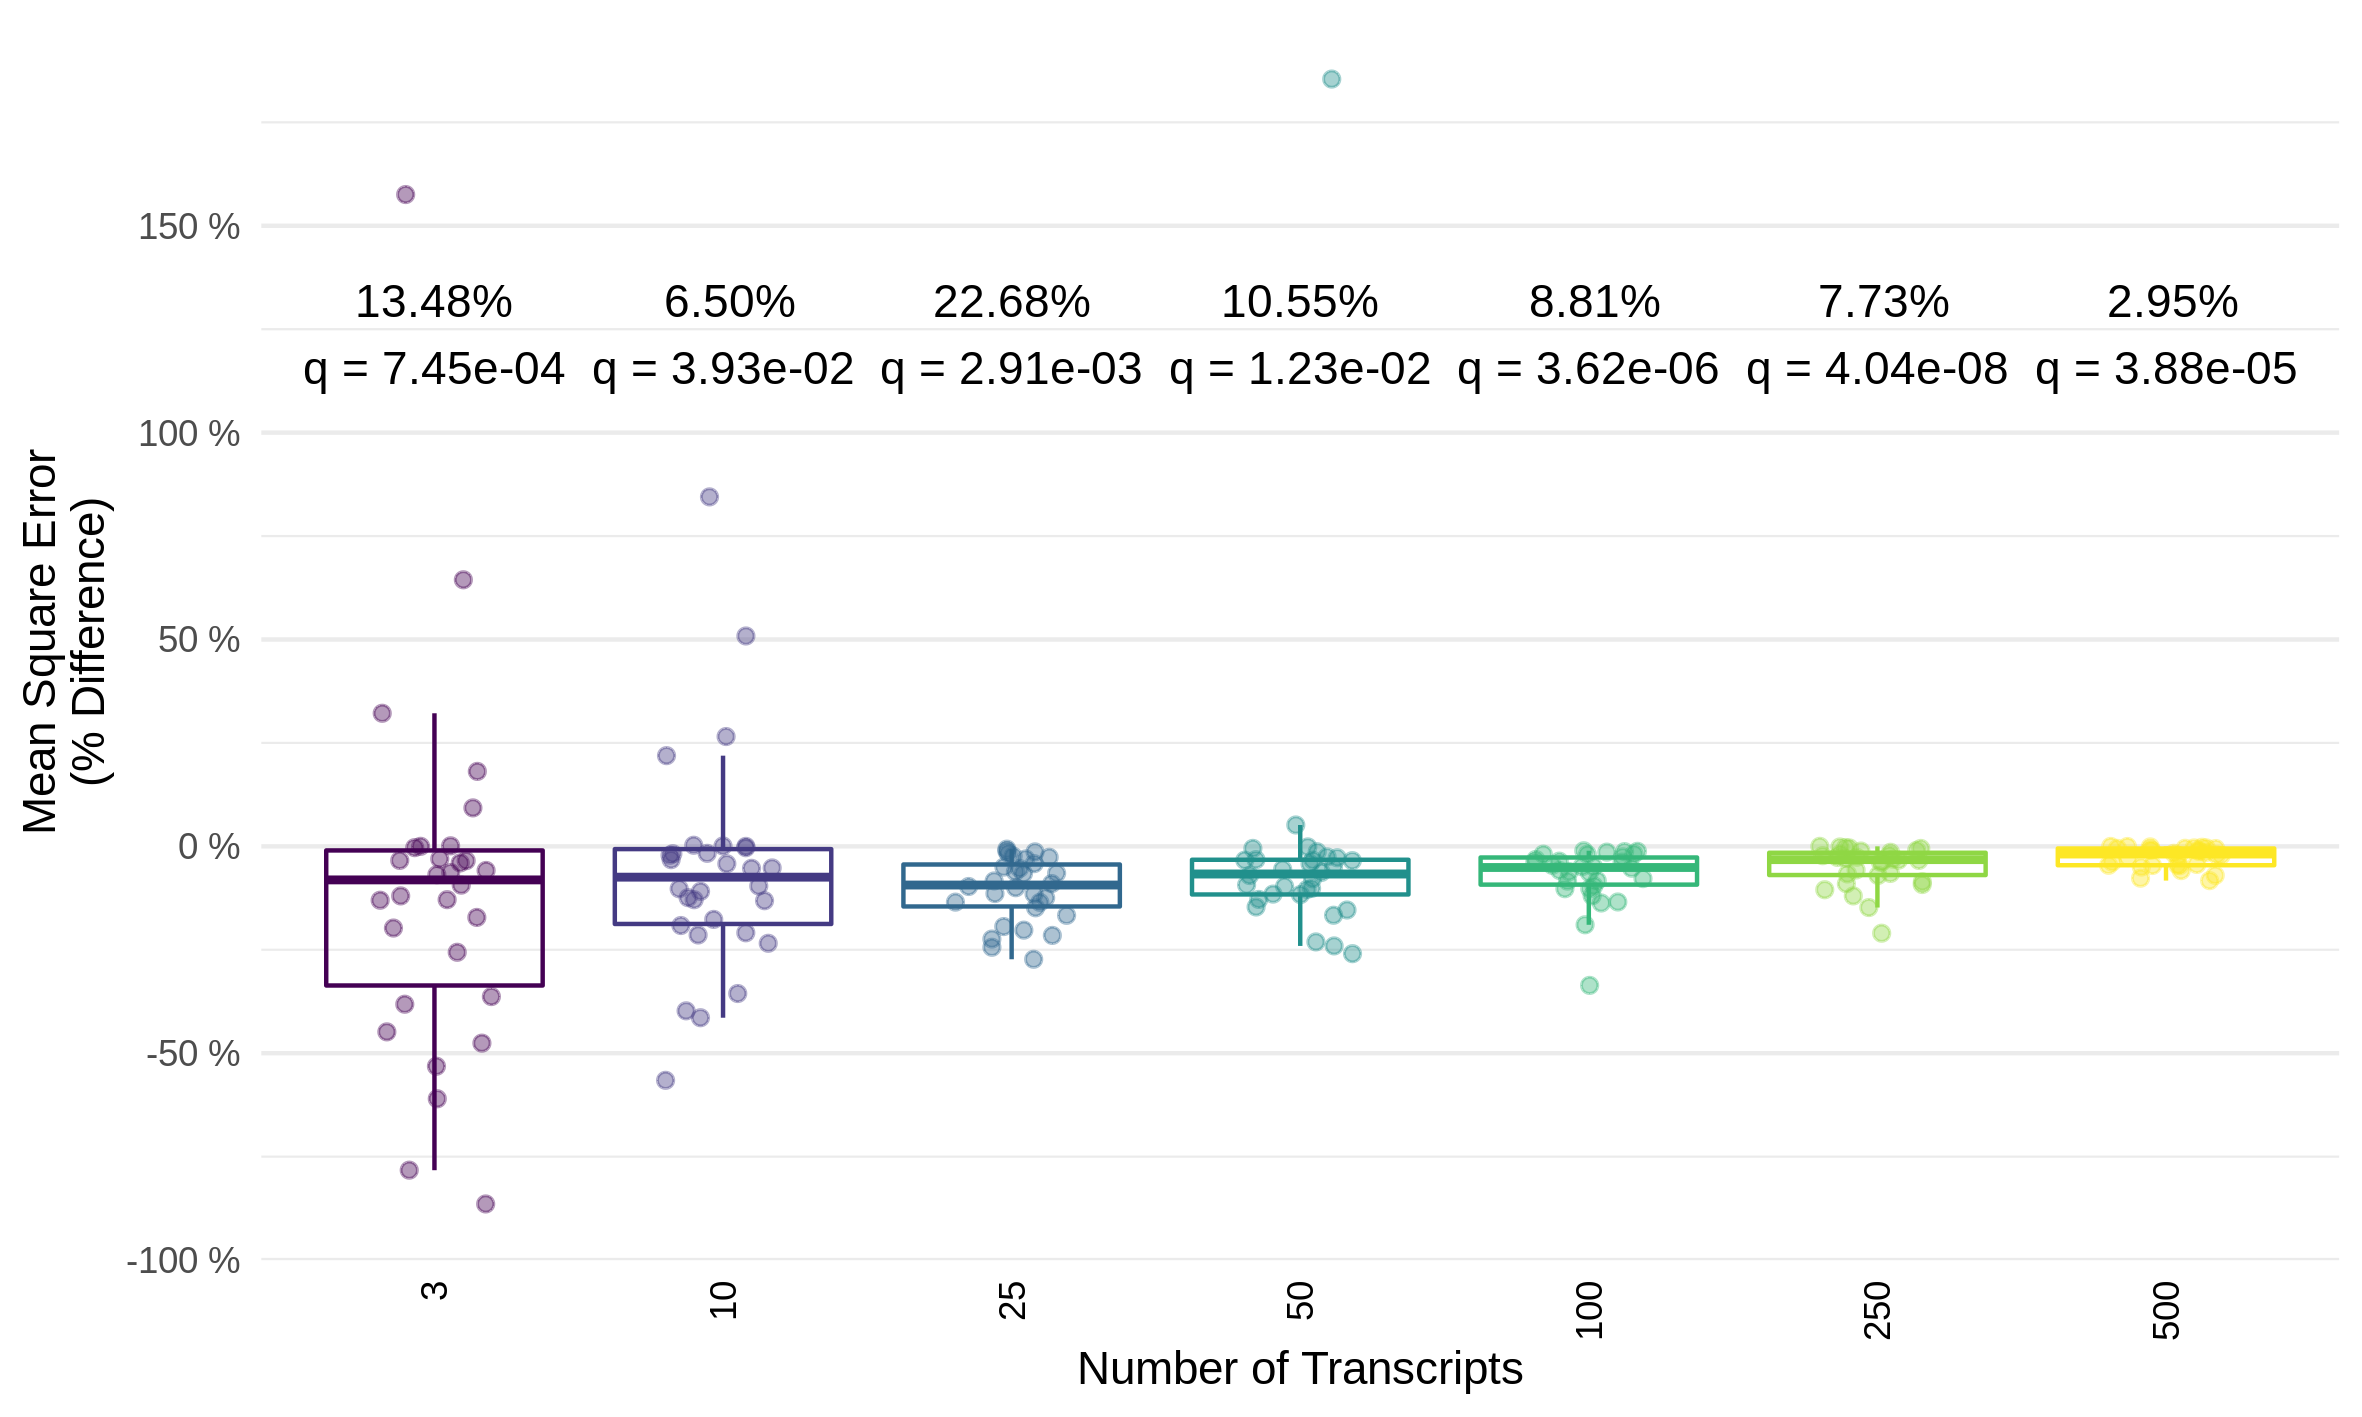 150 %
100 %
50 %
0 %
-50 %
-100 %
Mean Square Error
(% Difference)
13.48% 6.50% 22.68% 10.55% 8.81% 7.73% 2.95%
q = 7.45e-04 q = 3.93e-02 q = 2.91e-03 q = 1.23e-02 q = 3.62e-06 q = 4.04e-08 q = 3.88e-05
3 10 25 50 100 250 500
Number of Transcripts